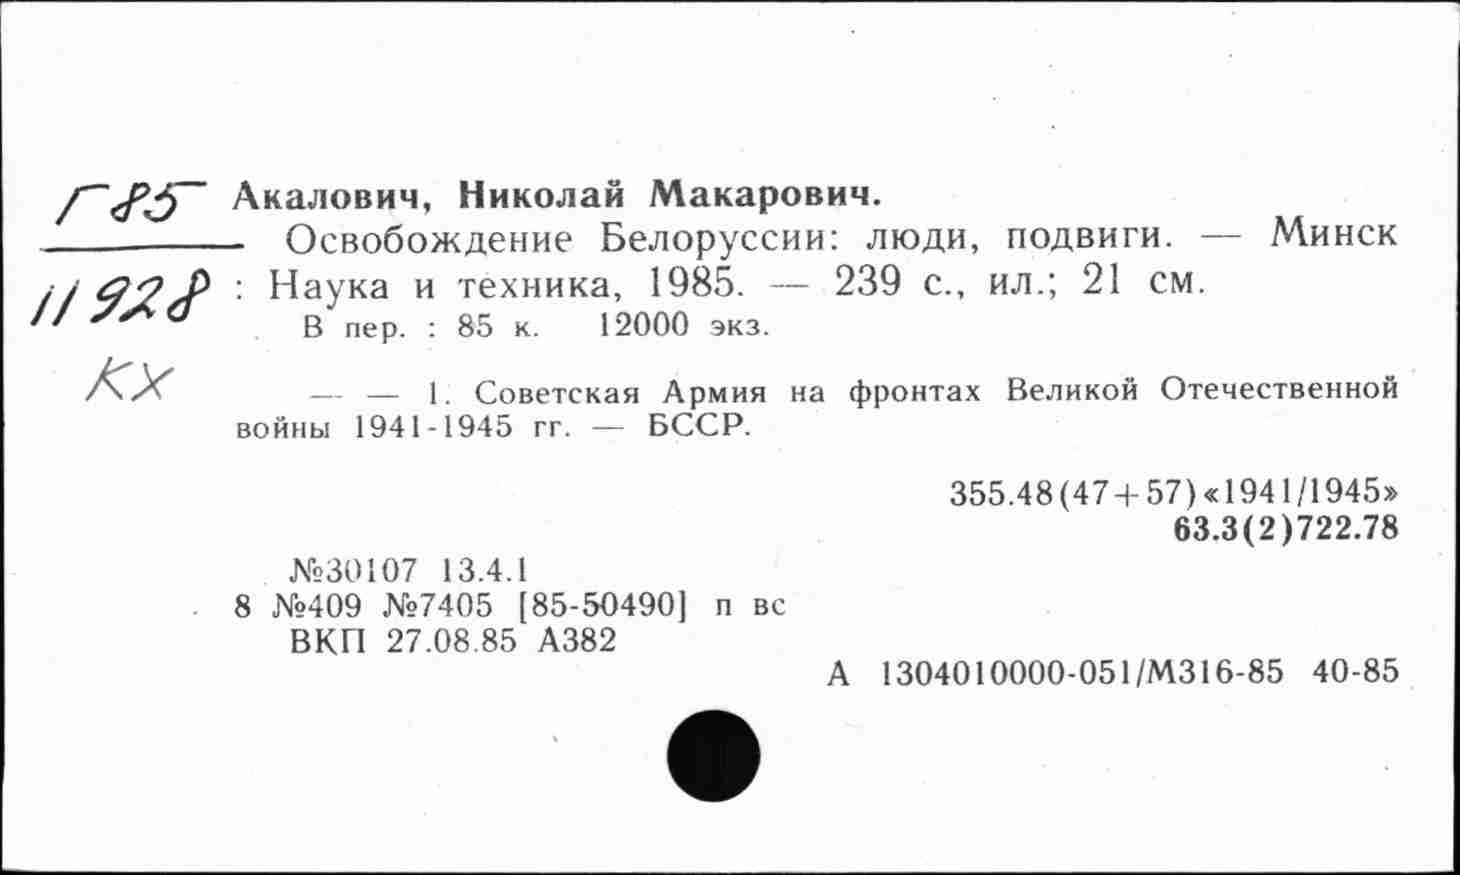 Г85
11928
КХ
Акалович, Николай Макарович.
Освобождение Белоруссии: люди, подвиги. — Минск
: Наука и техника, 1985. — 239 с., ил.; 21 см.
В пер. : 85 к. 12000 экз.
— — 1. Советская Армия на фронтах Великой Отечественной
войны 1941-1945 гг. — БССР.
355.48(47+57)«1941/1945»
63.3(2)722.78
№30107 13.4.1
8 №409 №7405 [85-50490] п вс
ВКП 27.08.85 А382
А 1304010000-051/М316-85 40-85